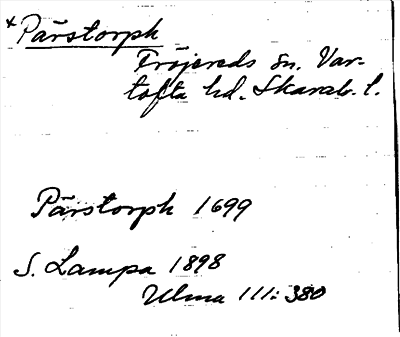 *Pärstorph
Fröjereds sn. Var-
tofta hd. Skarab. l.
Pärstorph 1699
S. Lampa 1898
Ulma 111: 380